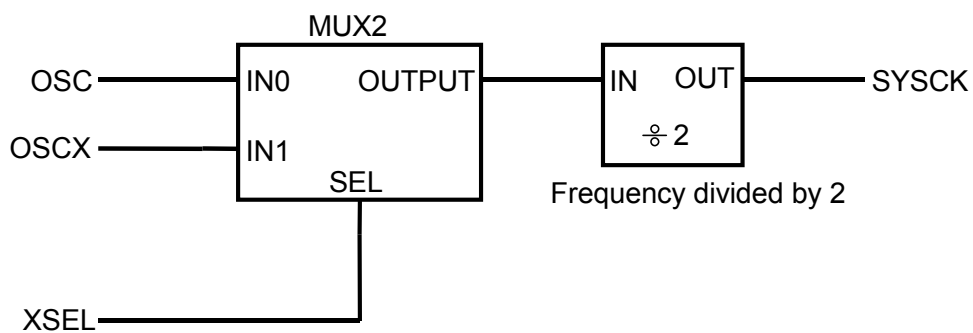 MUX2
OSC
IN0
OUTPUT
IN
OUT
SYSCK
OSCX
IN1
÷ 2
SEL
Frequency divided by 2
XSEL